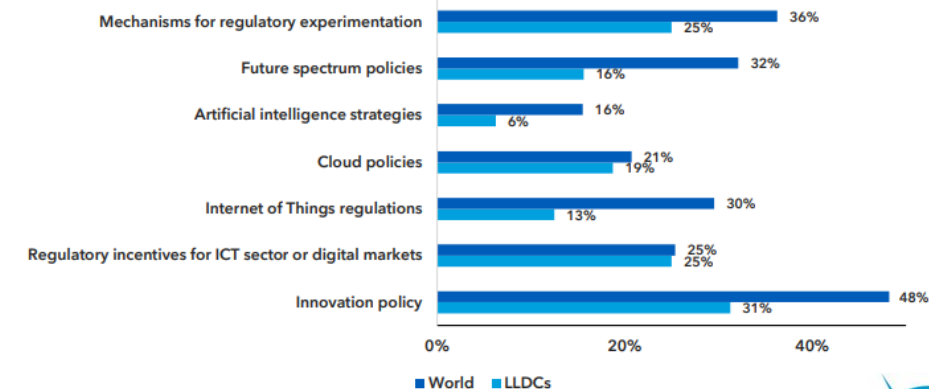 Mechanisms for regulatory experimentation 36%
25%
Future spectrum policies 32%
16%
Artificial intelligence strategies 16%
6%
Cloud policies 21%
19%
Internet of Things regulations 30%
13%
Regulatory incentives for ICT sector or digital markets 25%
25%
Innovation policy 48%
31%
0% 20% 40%
World LLDCs